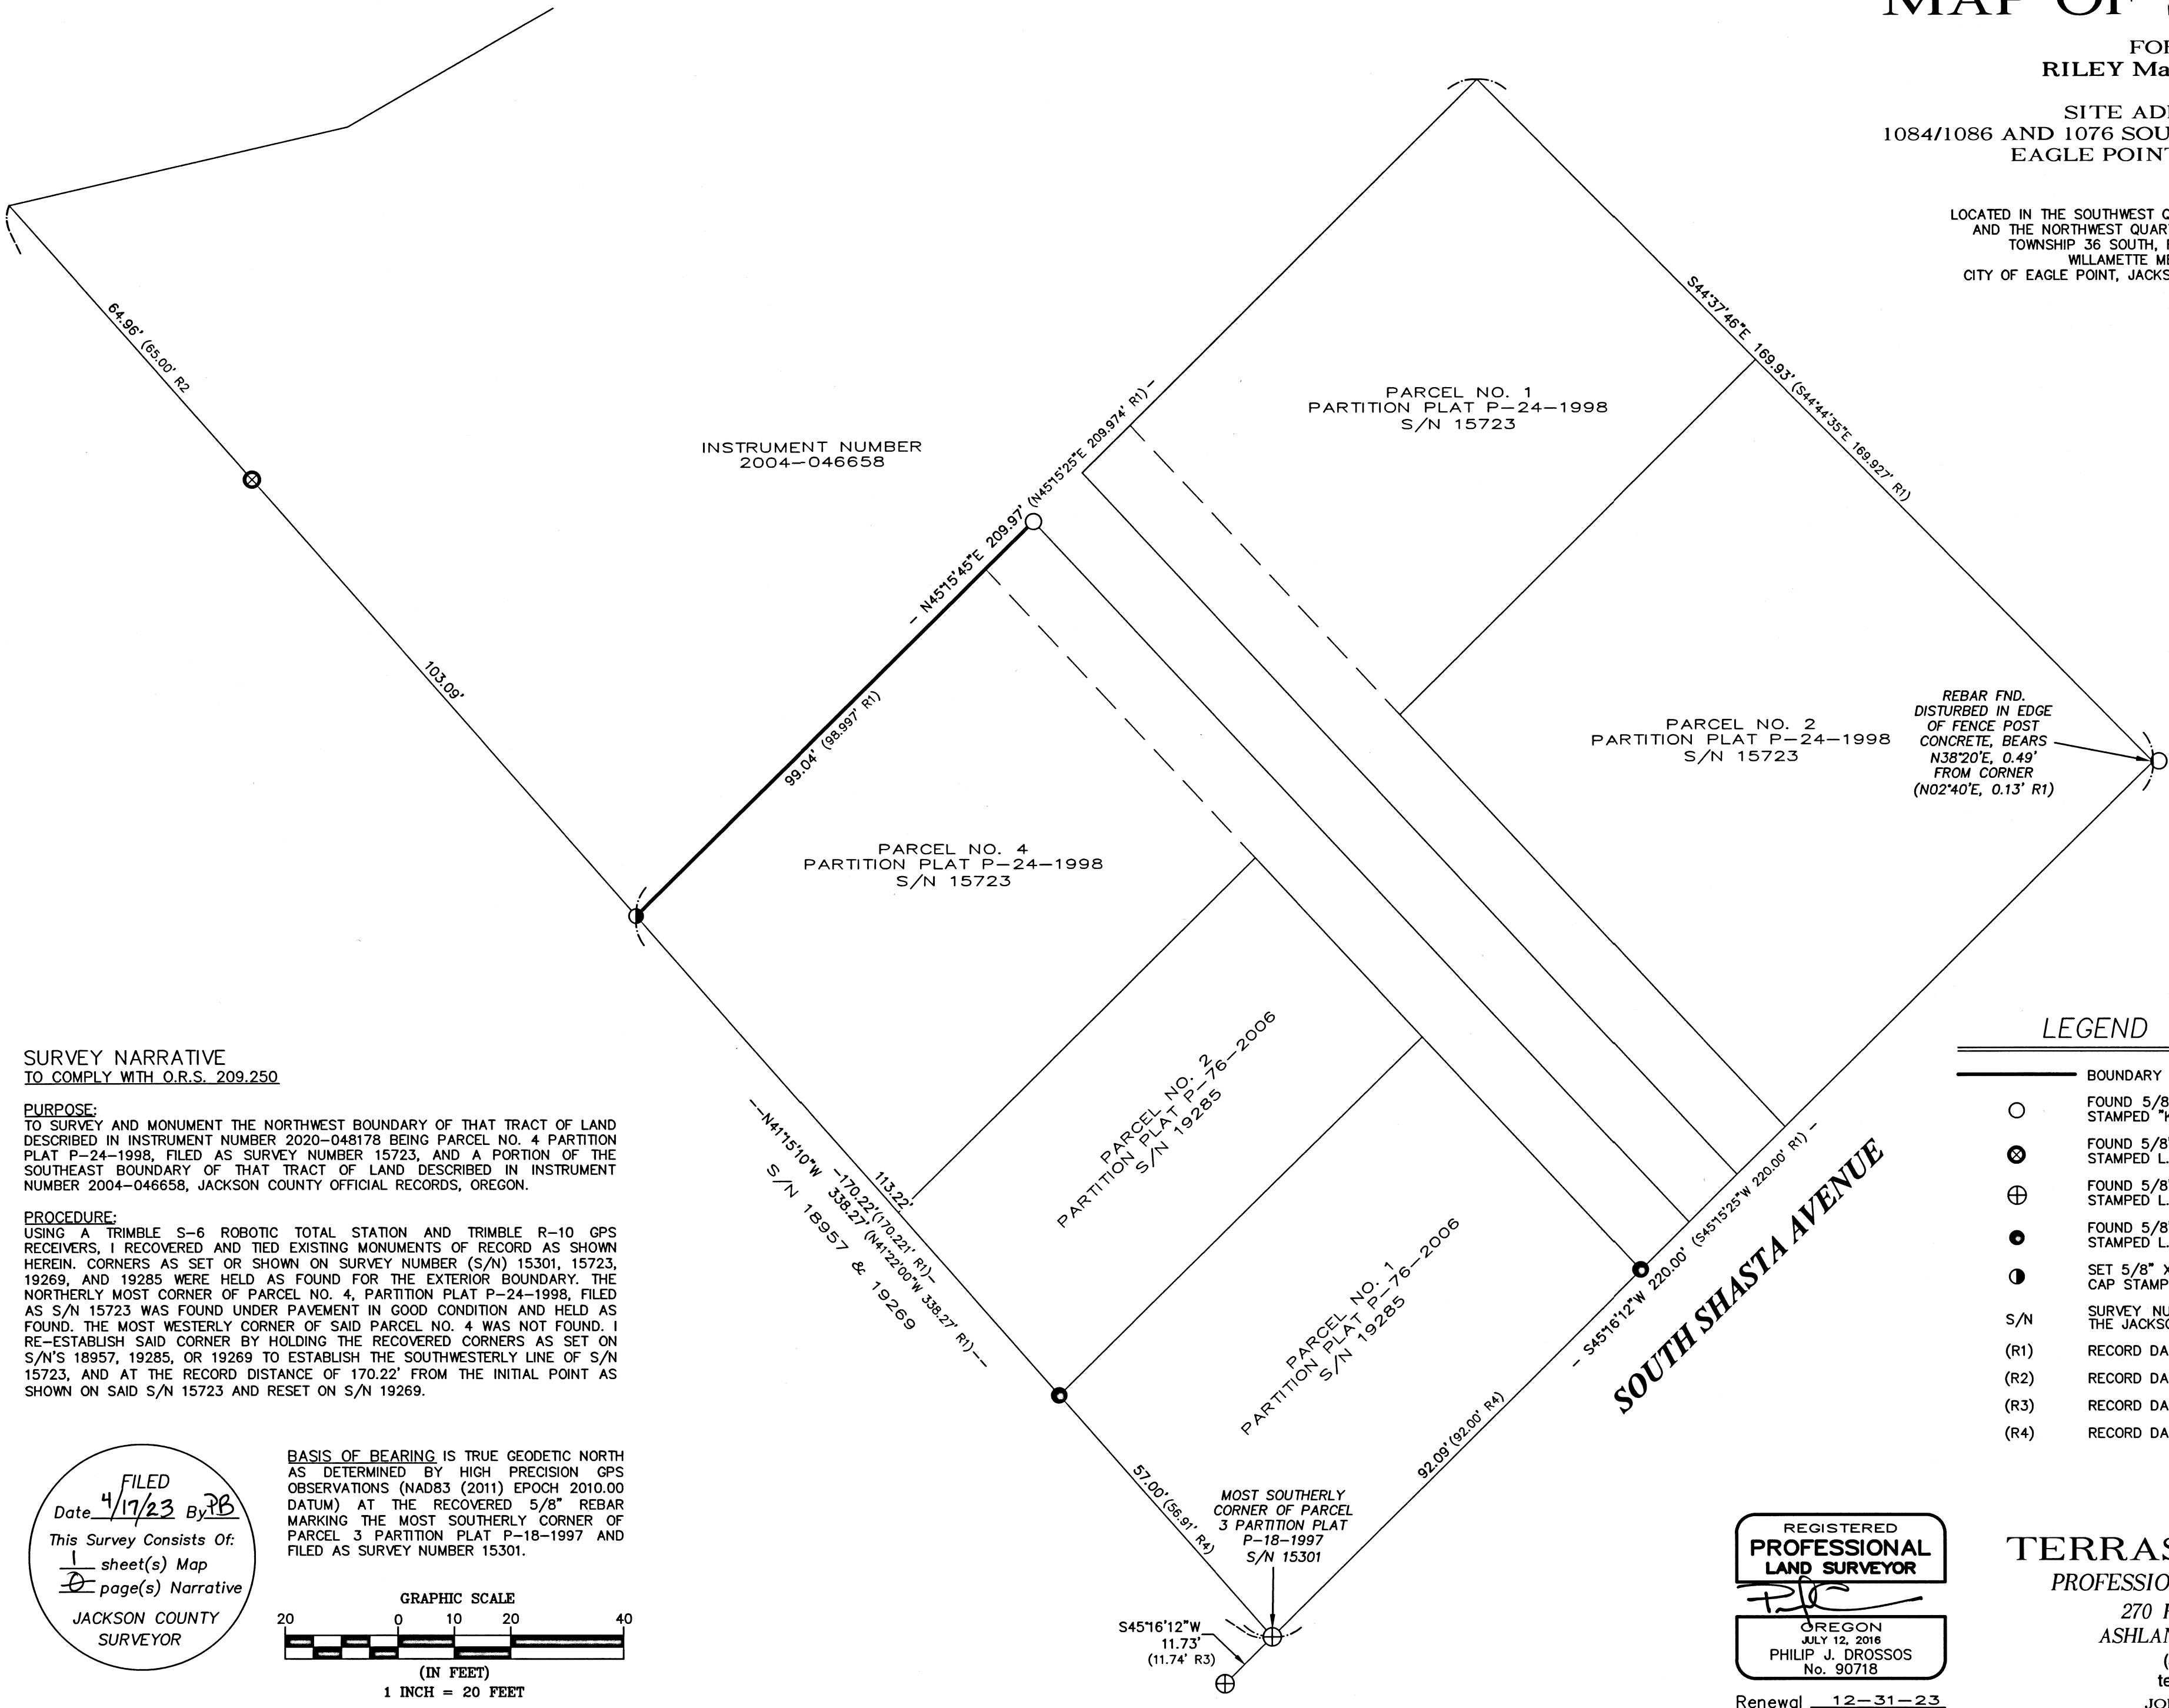 MAP OF
FOR
RILEY Ma
SITE AD
1084/1086 AND 1076 SOU
EAGLE POINT
LOCATED IN THE SOUTHWEST Q
AND THE NORTHWEST QUAR
TOWNSHIP 36 SOUTH,
WILLAMETTE ME
CITY OF EAGLE POINT, JACKS
64.96' (65.00' R2
103.09'
INSTRUMENT NUMBER
2004-046658
N45°15'45"E 209.97' (N45°15'25"E 209.974' R1)
99.04' (98.997' R1)
PARCEL NO. 1
PARTITION PLAT P-24-1998
S/N 15723
S44°37'46"E 169.93' (S44°44'35"E 169.927' R1)
PARCEL NO. 2
PARTITION PLAT P-24-1998
S/N 15723
REBAR FND.
DISTURBED IN EDGE
OF FENCE POST
CONCRETE, BEARS
N38°20'E, 0.49'
FROM CORNER
(N02°40'E, 0.13' R1)
PARCEL NO. 4
PARTITION PLAT P-24-1998
S/N 15723
PARCEL NO. 2
PARTITION PLAT P-76-2006
S/N 19285
PARCEL NO. 1
PARTITION PLAT P-76-2006
S/N 19285
113.22'
-170.22'(170.221' R1)-
--N41°15'10"W 338.27' (N41°22'00"W 338.27' R1)--
S/N 18957 & 19269
57.00'(56.91' R4)
92.09'(92.00' R4)
- S45°16'12"W 220.00' (S45°15'25"W 220.00' R1) -
SOUTH SHASTA AVENUE
MOST SOUTHERLY
CORNER OF PARCEL
3 PARTITION PLAT
P-18-1997
S/N 15301
S45°16'12"W
11.73'
(11.74' R3)
SURVEY NARRATIVE
TO COMPLY WITH O.R.S. 209.250
PURPOSE:
TO SURVEY AND MONUMENT THE NORTHWEST BOUNDARY OF THAT TRACT OF LAND
DESCRIBED IN INSTRUMENT NUMBER 2020-048178 BEING PARCEL NO. 4 PARTITION
PLAT P-24-1998, FILED AS SURVEY NUMBER 15723, AND A PORTION OF THE
SOUTHEAST BOUNDARY OF THAT TRACT OF LAND DESCRIBED IN INSTRUMENT
NUMBER 2004-046658, JACKSON COUNTY OFFICIAL RECORDS, OREGON.
PROCEDURE:
USING A TRIMBLE S-6 ROBOTIC TOTAL STATION AND TRIMBLE R-10 GPS
RECEIVERS, I RECOVERED AND TIED EXISTING MONUMENTS OF RECORD AS SHOWN
HEREIN. CORNERS AS SET OR SHOWN ON SURVEY NUMBER (S/N) 15301, 15723,
19269, AND 19285 WERE HELD AS FOUND FOR THE EXTERIOR BOUNDARY. THE
NORTHERLY MOST CORNER OF PARCEL NO. 4, PARTITION PLAT P-24-1998, FILED
AS S/N 15723 WAS FOUND UNDER PAVEMENT IN GOOD CONDITION AND HELD AS
FOUND. THE MOST WESTERLY CORNER OF SAID PARCEL NO. 4 WAS NOT FOUND. I
RE-ESTABLISH SAID CORNER BY HOLDING THE RECOVERED CORNERS AS SET ON
S/N'S 18957, 19285, OR 19269 TO ESTABLISH THE SOUTHWESTERLY LINE OF S/N
15723, AND AT THE RECORD DISTANCE OF 170.22' FROM THE INITIAL POINT AS
SHOWN ON SAID S/N 15723 AND RESET ON S/N 19269.
FILED
Date 4/17/23 By PB
This Survey Consists Of:
1 sheet(s) Map
0 page(s) Narrative
JACKSON COUNTY
SURVEYOR
BASIS OF BEARING IS TRUE GEODETIC NORTH
AS DETERMINED BY HIGH PRECISION GPS
OBSERVATIONS (NAD83 (2011) EPOCH 2010.00
DATUM) AT THE RECOVERED 5/8" REBAR
MARKING THE MOST SOUTHERLY CORNER OF
PARCEL 3 PARTITION PLAT P-18-1997 AND
FILED AS SURVEY NUMBER 15301.
GRAPHIC SCALE
20 0 10 20 40
(IN FEET)
1 INCH = 20 FEET
LEGEND
BOUNDARY
FOUND 5/8
STAMPED "K
FOUND 5/8"
STAMPED L.
FOUND 5/8"
STAMPED L.
FOUND 5/8"
STAMPED L.
SET 5/8" X
CAP STAMP
S/N SURVEY NU
THE JACKSO
(R1) RECORD DA
(R2) RECORD DA
(R3) RECORD DA
(R4) RECORD DA
REGISTERED
PROFESSIONAL
LAND SURVEYOR
OREGON
JULY 12, 2016
PHILIP J. DROSSOS
No. 90718
Renewal 12-31-23
TERRAS
PROFESSIO
270
ASHLAN
(
te
JO